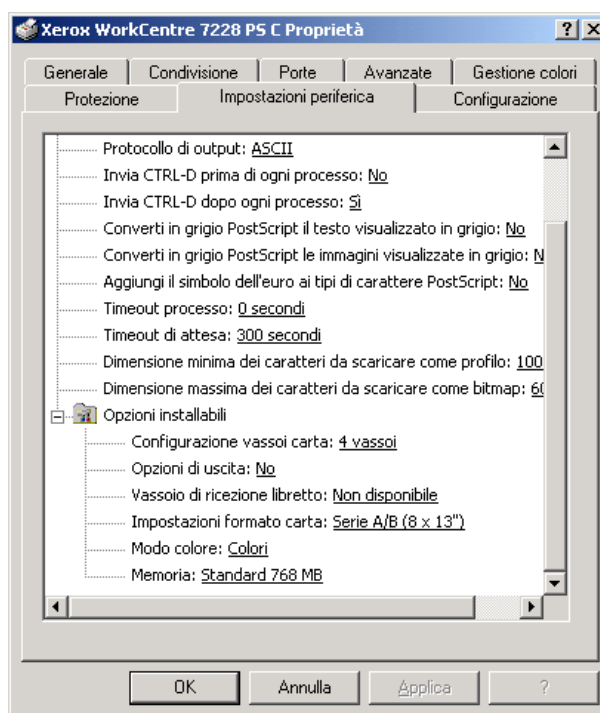 Xerox WorkCentre 7228 PS C Proprietà
Generale Condivisione Porte Avanzate Gestione colori
Protezione Impostazioni periferica Configurazione
Protocollo di output: ASCII
Invia CTRL-D prima di ogni processo: No
Invia CTRL-D dopo ogni processo: Sì
Converti in grigio PostScript il testo visualizzato in grigio: No
Converti in grigio PostScript le immagini visualizzate in grigio: N
Aggiungi il simbolo dell'euro ai tipi di carattere PostScript: No
Timeout processo: 0 secondi
Timeout di attesa: 300 secondi
Dimensione minima dei caratteri da scaricare come profilo: 100
Dimensione massima dei caratteri da scaricare come bitmap: 60
Opzioni installabili
Configurazione vassoi carta: 4 vassoi
Opzioni di uscita: No
Vassoio di ricezione libretto: Non disponibile
Impostazioni formato carta: Serie A/B (8 x 13")
Modo colore: Colori
Memoria: Standard 768 MB
OK Annulla Applica ?